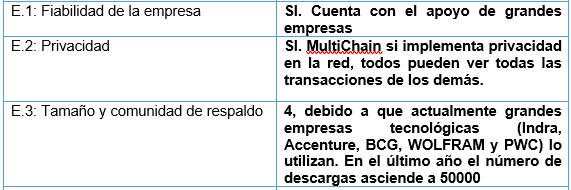 E.1: Fiabilidad de la empresa
SI. Cuenta con el apoyo de grandes
empresas
E.2: Privacidad
SI. MultiChain si implementa privacidad
en la red, todos pueden ver todas las
transacciones de los demás.
E.3: Tamaño y comunidad de respaldo
4, debido a que actualmente grandes
empresas tecnológicas (Indra,
Accenture, BCG, WOLFRAM y PWC) lo
utilizan. En el último año el número de
descargas asciende a 50000